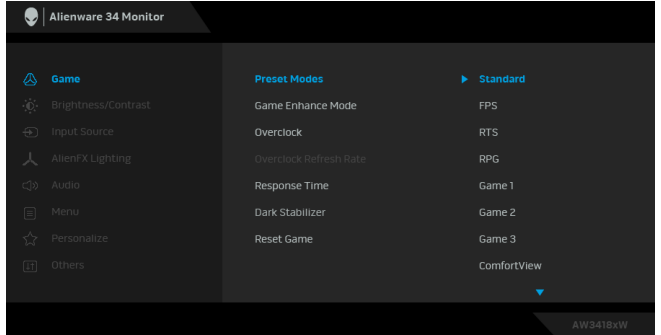 Alienware 34 Monitor
Game Preset Modes Standard
Brightness/Contrast Game Enhance Mode FPS
Input Source Overclock RTS
AlienFX Lighting Overclock Refresh Rate RPG
Audio Response Time Game 1
Menu Dark Stabilizer Game 2
Personalize Reset Game Game 3
Others ComfortView
AW3418xW